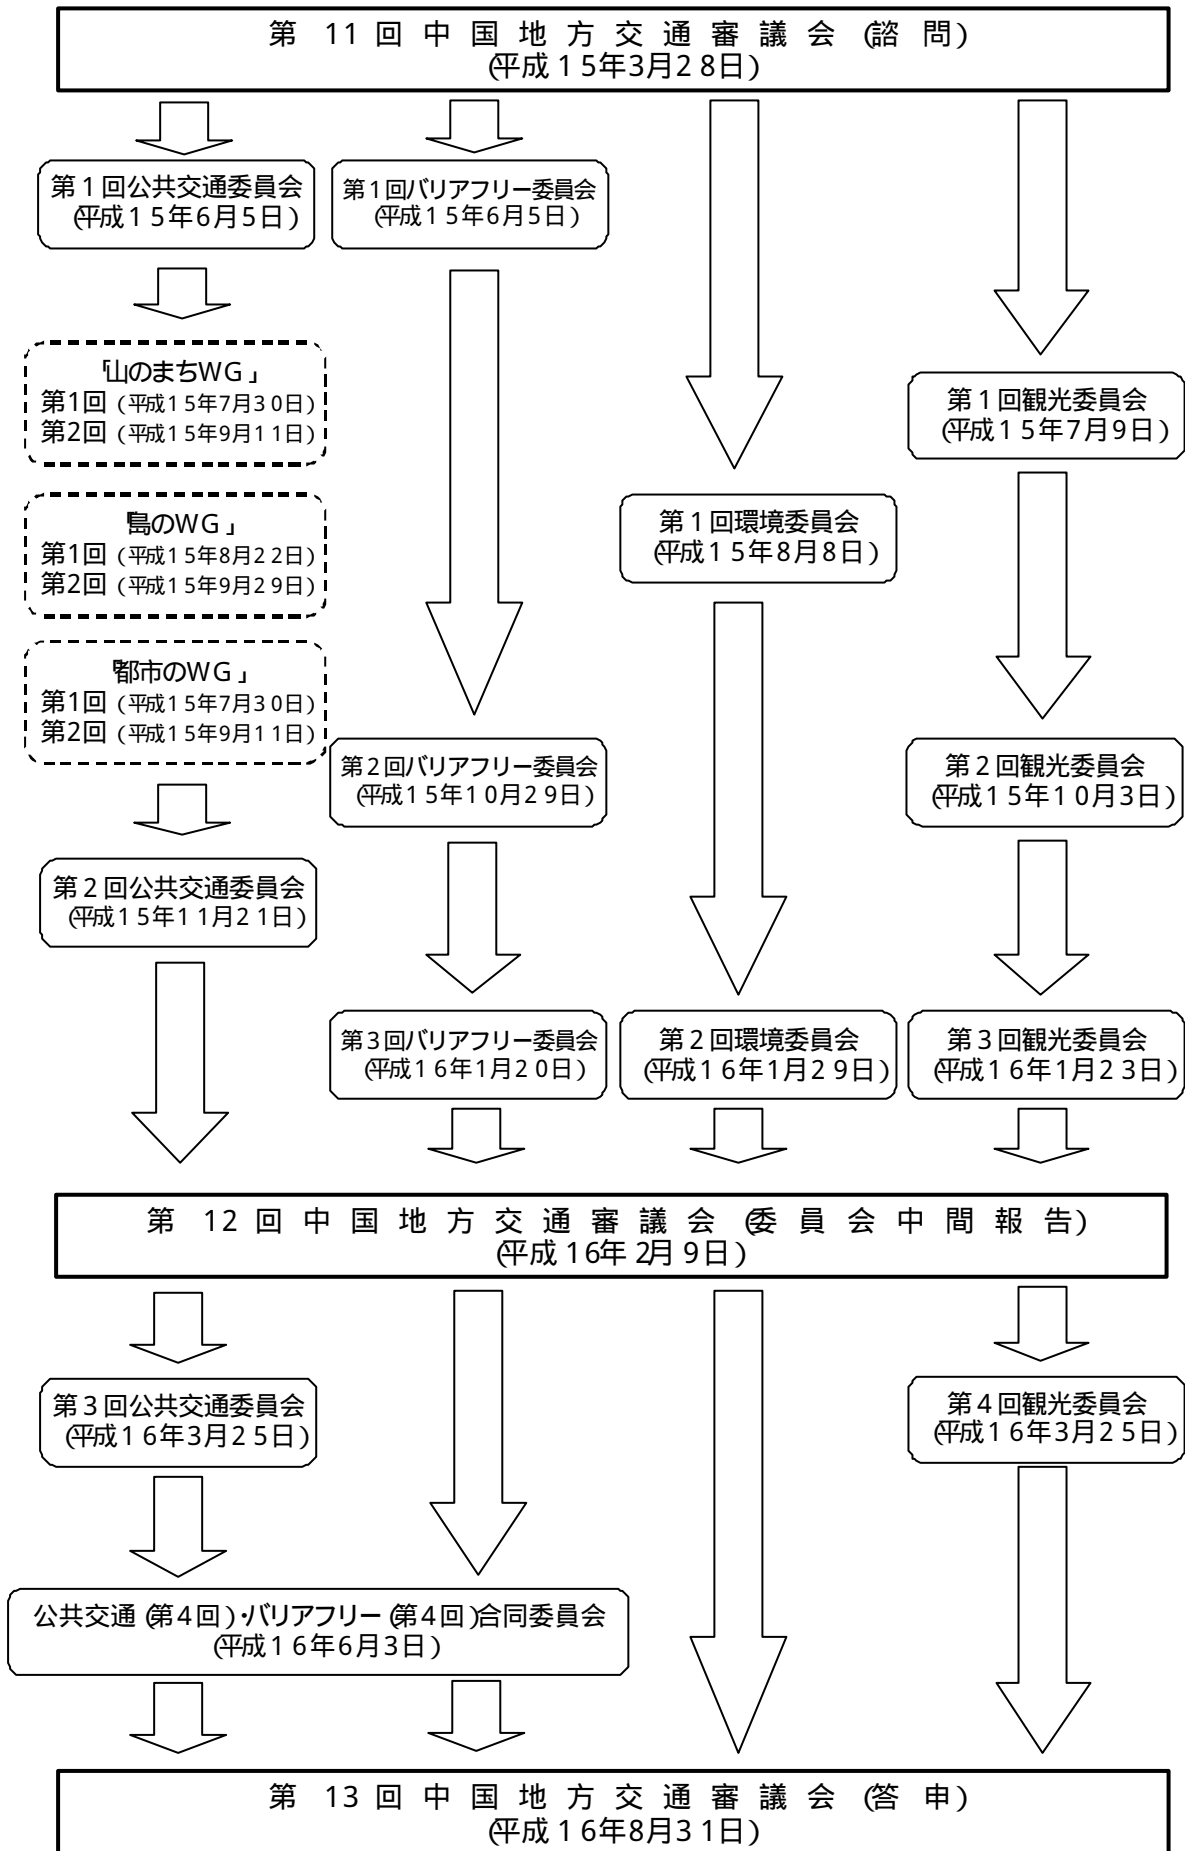 第 11 回 中 国 地 方 交 通 審 議 会 (諮 問)
(平成15年3月28日)
第1回公共交通委員会
(平成15年6月5日)
第1回バリアフリー委員会
(平成15年6月5日)
「山のまちWG」
第1回 (平成15年7月30日)
第2回 (平成15年9月11日)
第1回観光委員会
(平成15年7月9日)
「島のWG」
第1回 (平成15年8月22日)
第2回 (平成15年9月29日)
第1回環境委員会
(平成15年8月8日)
「都市のWG」
第1回 (平成15年7月30日)
第2回 (平成15年9月11日)
第2回バリアフリー委員会
(平成15年10月29日)
第2回観光委員会
(平成15年10月3日)
第2回公共交通委員会
(平成15年11月21日)
第3回バリアフリー委員会
(平成16年1月20日)
第2回環境委員会
(平成16年1月29日)
第3回観光委員会
(平成16年1月23日)
第 12 回 中 国 地 方 交 通 審 議 会 (委 員 会 中 間 報 告)
(平成16年2月9日)
第3回公共交通委員会
(平成16年3月25日)
第4回観光委員会
(平成16年3月25日)
公共交通(第4回)・バリアフリー(第4回)合同委員会
(平成16年6月3日)
第 13 回 中 国 地 方 交 通 審 議 会 (答 申)
(平成16年8月31日)